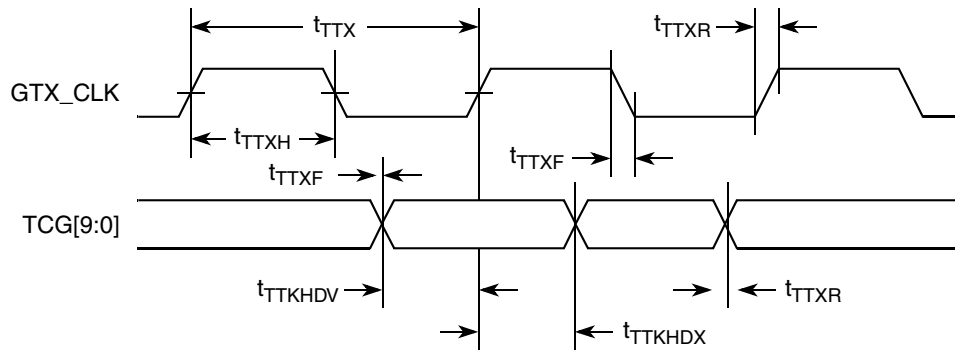 tTTX
tTTXR
GTX_CLK
tTTXH
tTTXF
tTTXF
TCG[9:0]
tTTKHDV
tTTXR
tTTKHDX